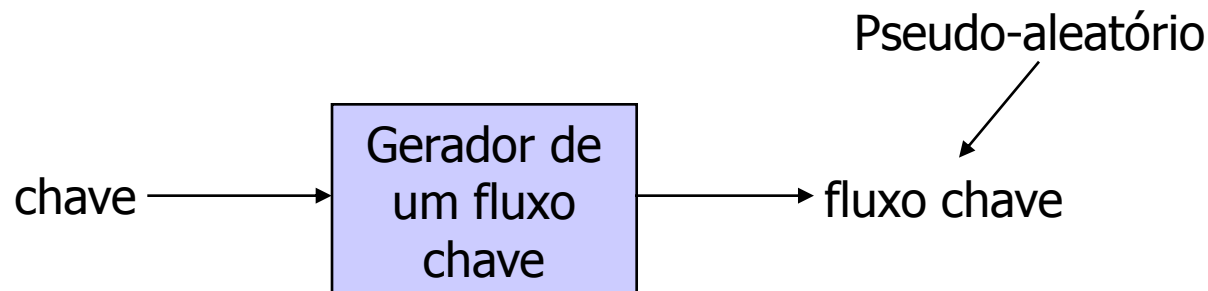 Pseudo-aleatório
chave
Gerador de
um fluxo
chave
fluxo chave